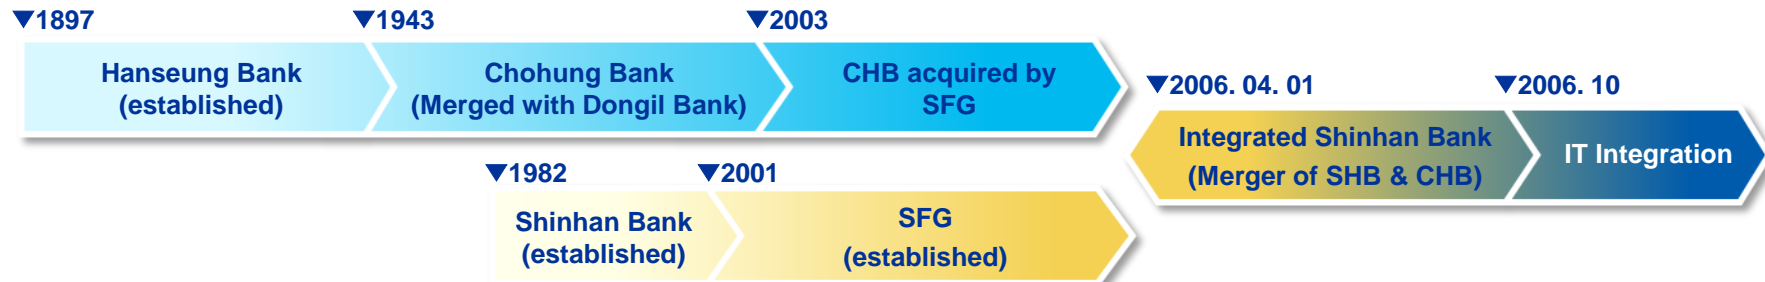 ▼1897
▼1943
▼2003
Hanseung Bank
(established)
Chohung Bank
(Merged with Dongil Bank)
CHB acquired by
SFG
▼2006. 04. 01
▼2006. 10
Integrated Shinhan Bank
(Merger of SHB & CHB)
IT Integration
▼1982
▼2001
Shinhan Bank
(established)
SFG
(established)